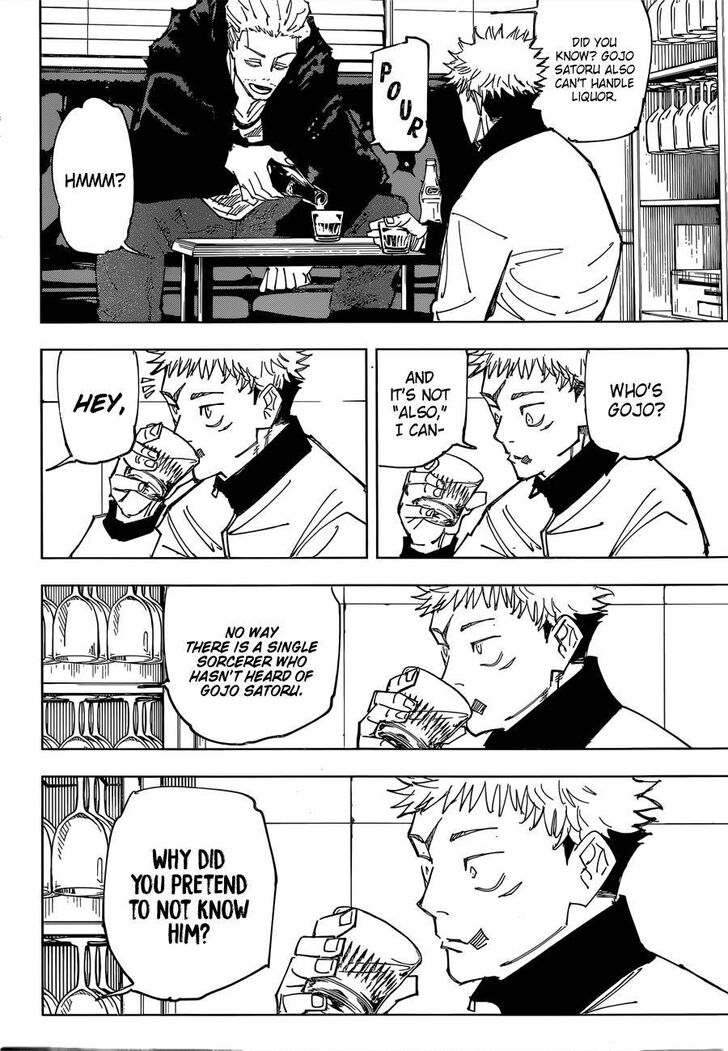 DID YOU
KNOW? GOJO
SATORU ALSO
CAN'T HANDLE
LIQUOR.
POUR
HMMM?
WHO'S
GOJO?
AND
IT'S NOT
"ALSO,"
I CAN-
HEY,
NO WAY
THERE IS A SINGLE
SORCERER WHO
HASN'T HEARD OF
GOJO SATORU.
WHY DID
YOU PRETEND
TO NOT KNOW
HIM?